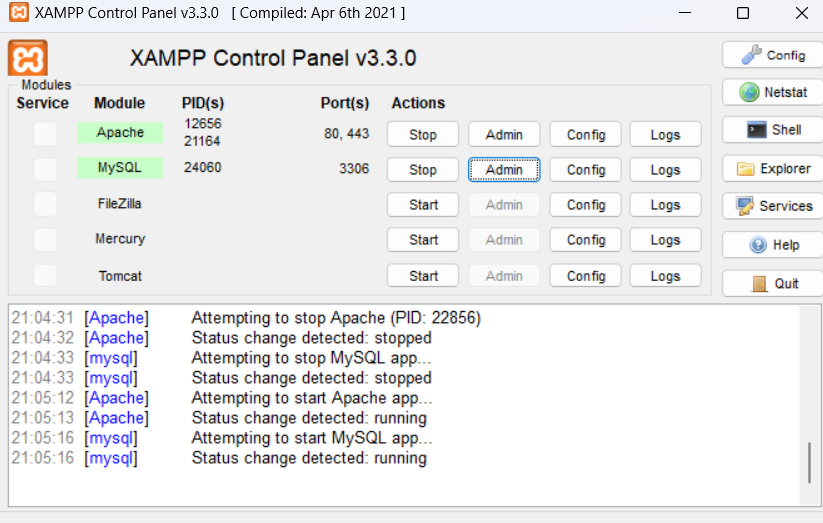 XAMPP Control Panel v3.3.0 [ Compiled: Apr 6th 2021 ]
XAMPP Control Panel v3.3.0
Config
Modules
Service Module PID(s) Port(s) Actions
Netstat
Apache 12656 21164 80, 443 Stop Admin Config Logs
Shell
MySQL 24060 3306 Stop Admin Config Logs
Explorer
FileZilla Start Admin Config Logs
Services
Mercury Start Admin Config Logs
Help
Tomcat Start Admin Config Logs
Quit
21:04:31 [Apache] Attempting to stop Apache (PID: 22856)
21:04:32 [Apache] Status change detected: stopped
21:04:33 [mysql] Attempting to stop MySQL app...
21:04:33 [mysql] Status change detected: stopped
21:05:12 [Apache] Attempting to start Apache app...
21:05:13 [Apache] Status change detected: running
21:05:16 [mysql] Attempting to start MySQL app...
21:05:16 [mysql] Status change detected: running